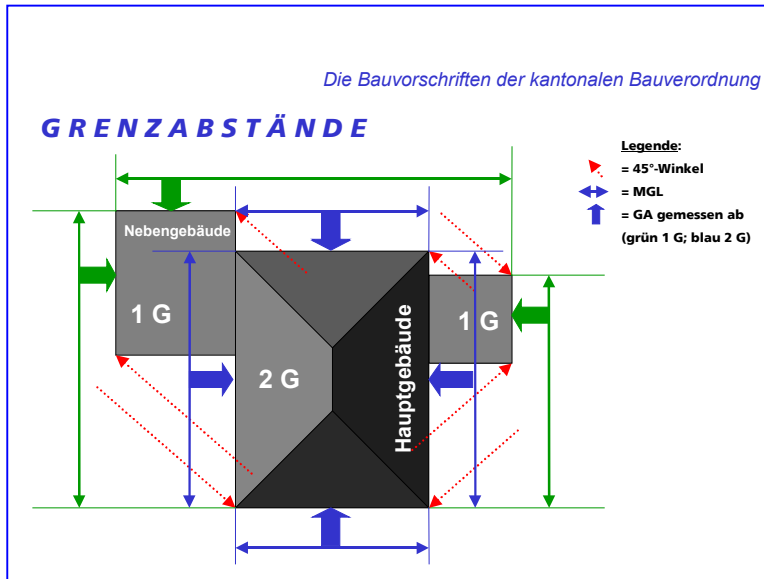 Die Bauvorschriften der kantonalen Bauverordnung
GRENZABSTÄNDE
Legende:
= 45°-Winkel
= MGL
= GA gemessen ab
(grün 1 G; blau 2 G)
Nebengebäude
1 G
2 G
Hauptgebäude
1 G